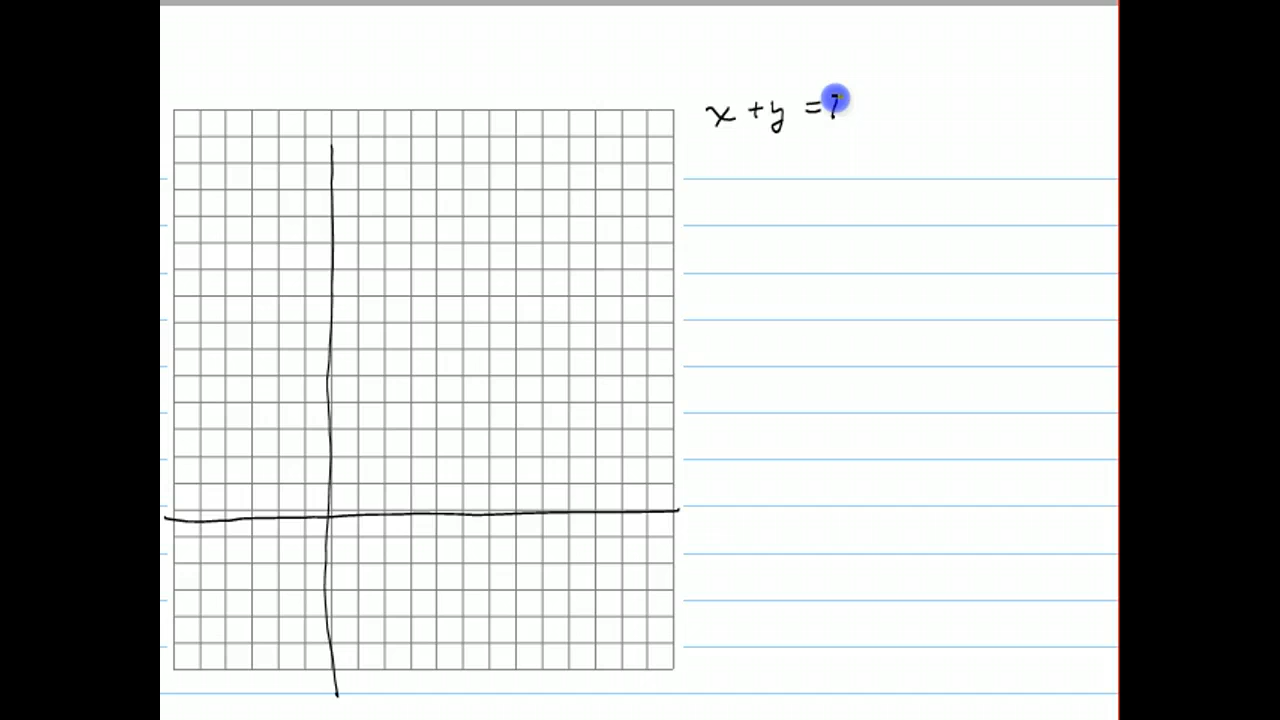 x + y =